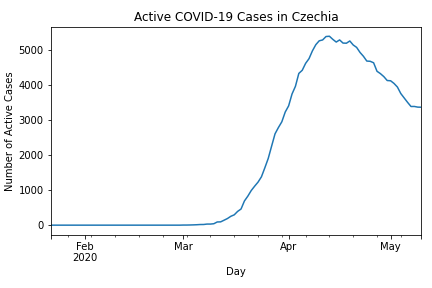 Active COVID-19 Cases in Czechia
Number of Active Cases
5000
4000
3000
2000
1000
0
Feb
2020
Mar
Apr
May
Day